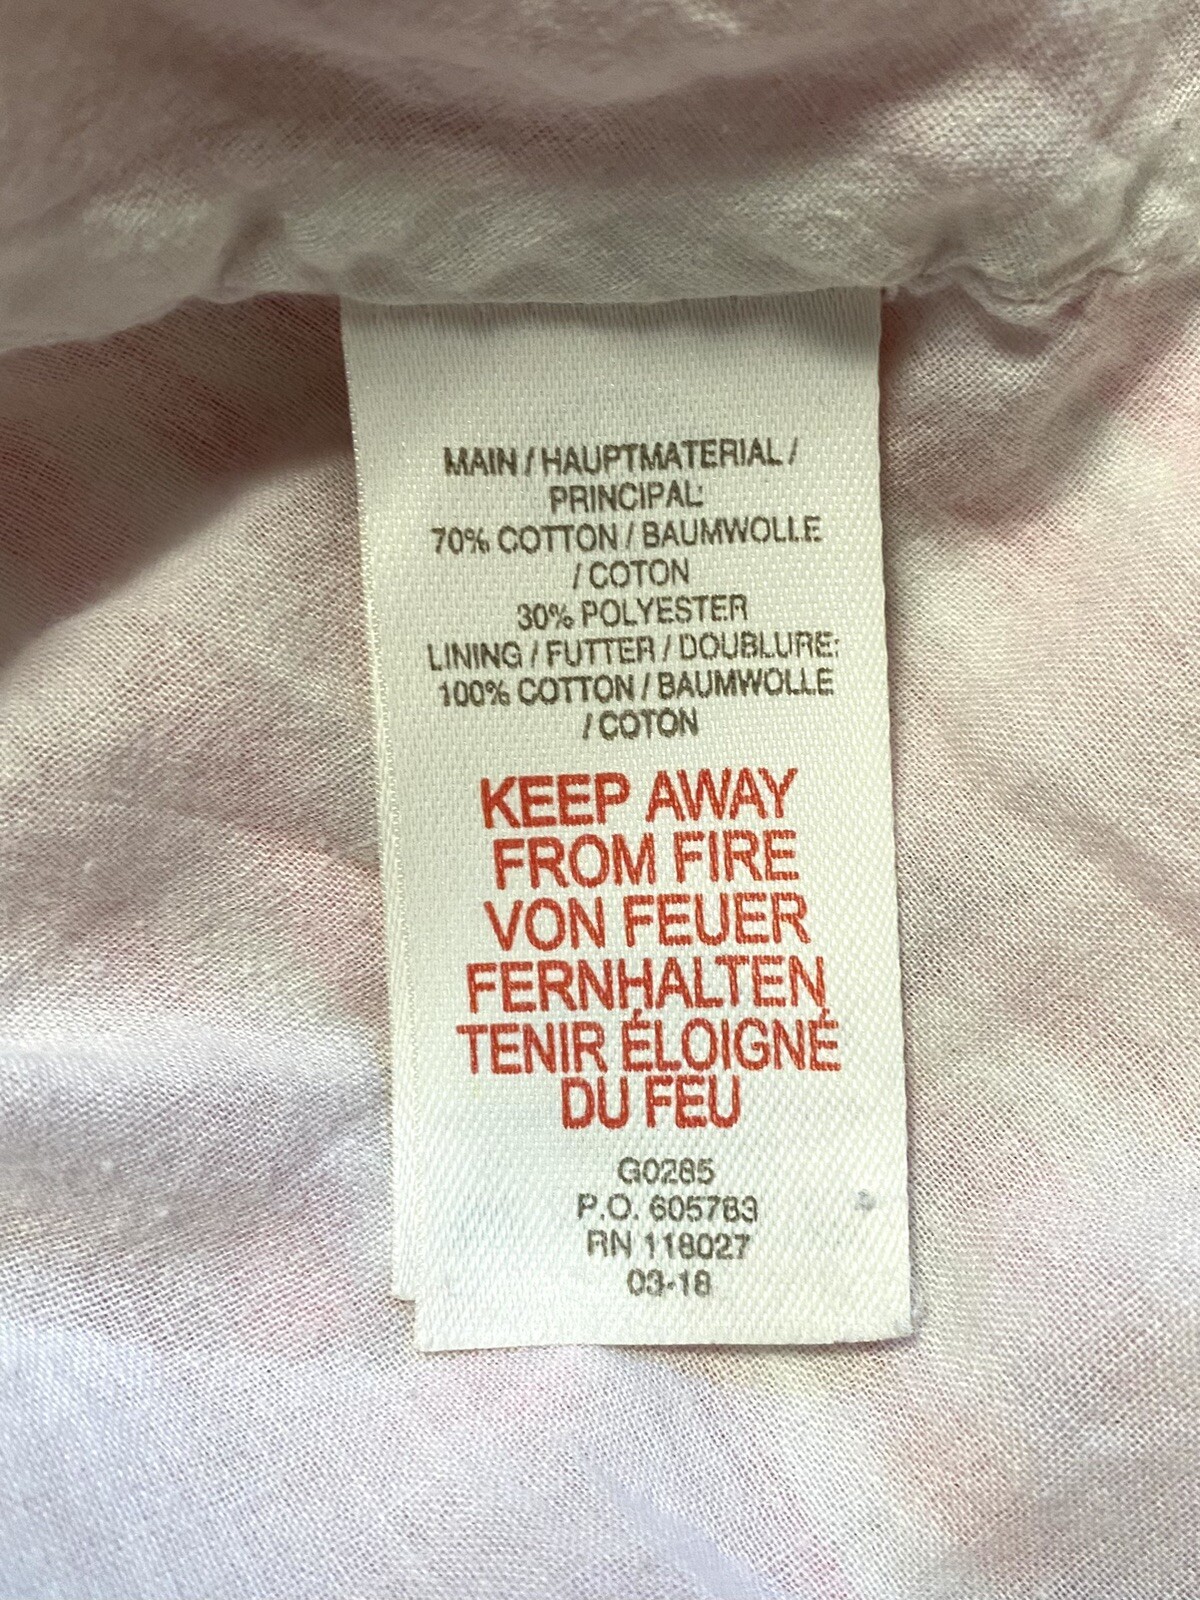 MAIN / HAUPTMATERIAL /
PRINCIPAL:
70% COTTON / BAUMWOLLE
/ COTON
30% POLYESTER
LINING / FUTTER / DOUBLURE:
100% COTTON / BAUMWOLLE
/ COTON
KEEP AWAY
FROM FIRE
VON FEUER
FERNHALTEN
TENIR ÉLOIGNÉ
DU FEU
G0285
P.O. 605783
RN 118027
03-18